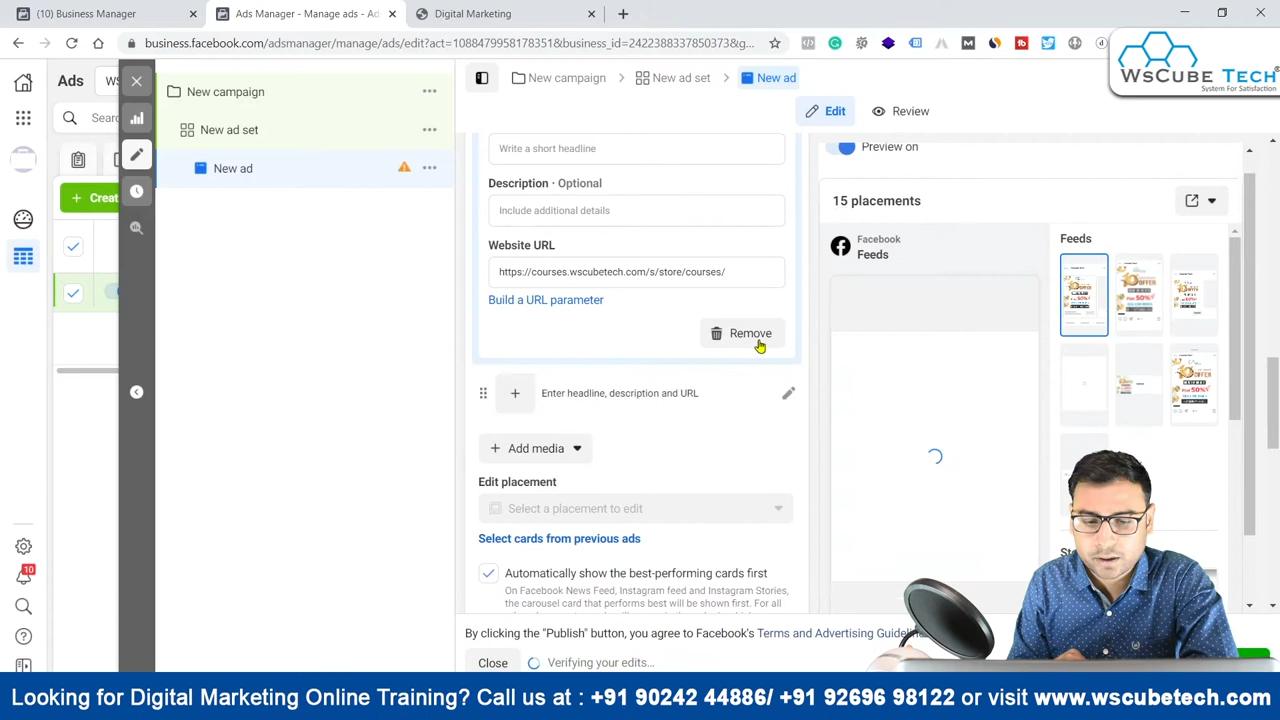 (10) Business Manager
Ads Manager - Manage ads - Ad
Digital Marketing
business.facebook.com/adsmanager/manage/ads/edit?act=1088479958178351&business_id=24223883378503​73&g...
WsCube Tech
System For Satisfaction
Ads
New campaign
New campaign
New ad set
New ad
Edit
Review
New ad set
New ad
Write a short headline
Description · Optional
Include additional details
Website URL
https://courses.wscubetech.com/s/store/courses/
Build a URL parameter
Remove
Enter headline, description and URL
Add media
Edit placement
Select a placement to edit
Select cards from previous ads
Automatically show the best-performing cards first
On Facebook News Feed, Instagram feed and Instagram Stories,
the carousel card that performs best will be shown first. For all
Preview on
15 placements
Facebook
Feeds
Feeds
10
By clicking the "Publish" button, you agree to Facebook's Terms and Advertising Guideline
Close
Verifying your edits...
Looking for Digital Marketing Online Training? Call us at : +91 90242 44886/ +91 92696 98122 or visit www.wscubetech.com